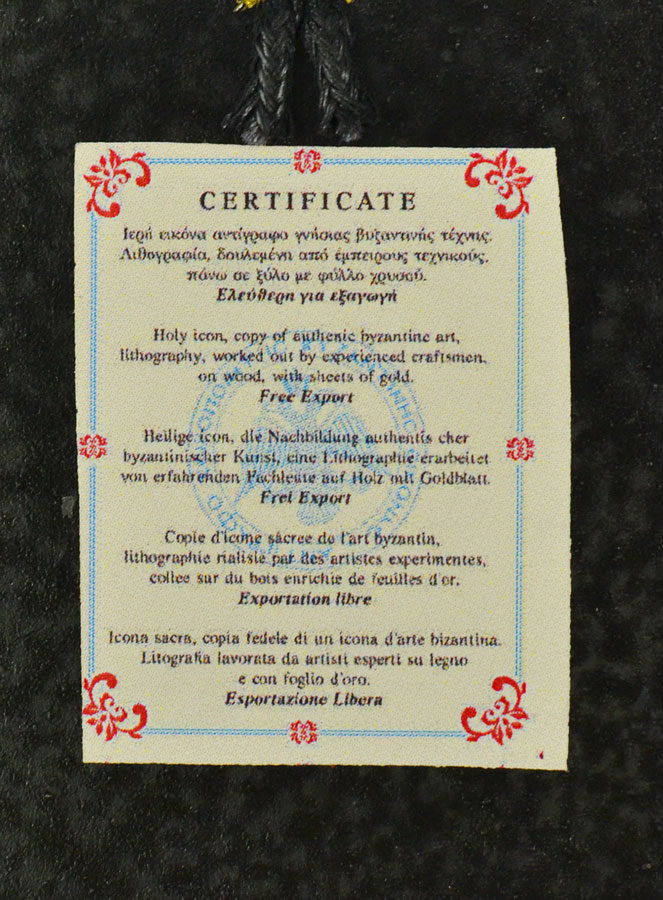 CERTIFICATE
Ιερή εικόνα αντίγραφο γνήσιας βυζαντινής τέχνης.
Λιθογραφία, δουλεμένη από έμπειρους τεχνικούς,
πάνω σε ξύλο με φύλλο χρυσού.
Ελεύθερη για εξαγωγή
Holy icon, copy of authenic byzantine art,
lithography, worked out by experienced craftsmen,
on wood, with sheets of gold.
Free Export
Heilige icon, die Nachbildung authentis cher
byzantinischer Kunst, eine Lithographie erarbeitet
von erfahrenden Fachleute auf Holz mit Goldblatt.
Frei Export
Copie d'icone sacree de l'art byzantin,
lithographie rialisie par des artistes experimentes,
collee sur du bois enrichie de feuilles d'or.
Exportation libre
Icona sacra, copia fedele di un icona d'arte bizantina.
Litografia lavorata da artisti esperti su legno
e con foglio d'oro.
Esportazione Libera